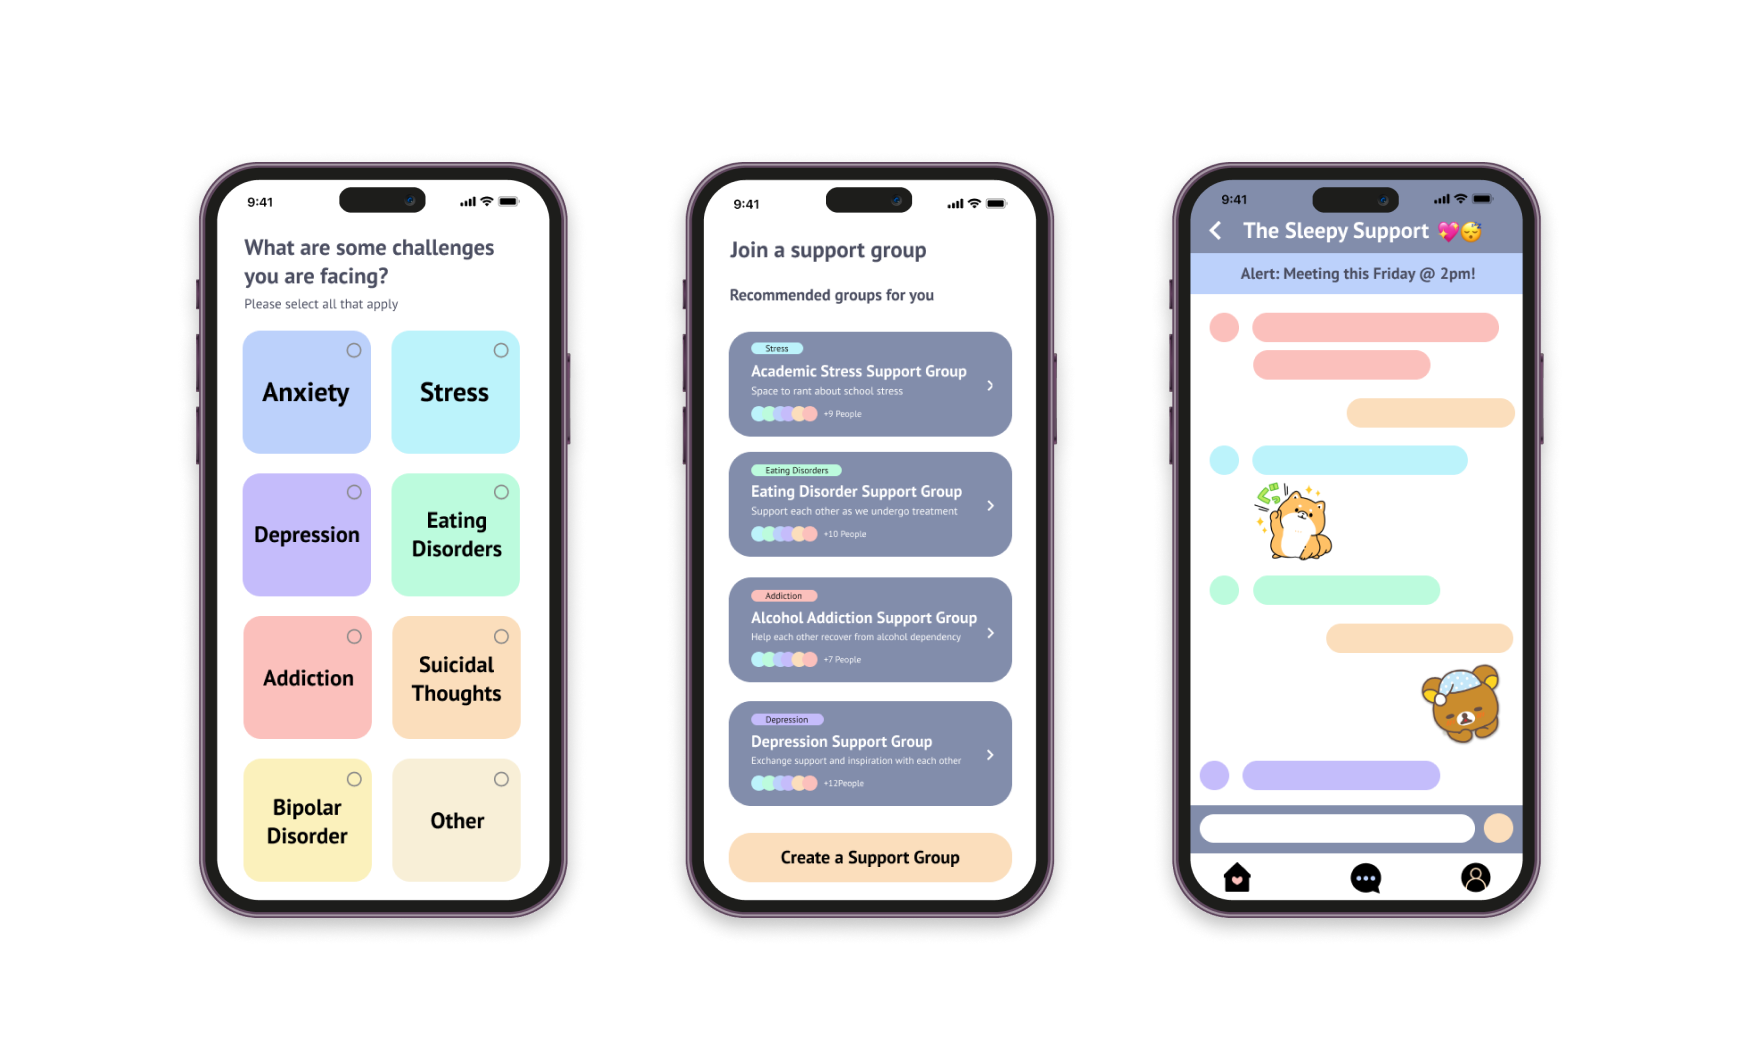 9:41
What are some challenges
you are facing?
Please select all that apply
Anxiety
Stress
Depression
Eating
Disorders
Addiction
Suicidal
Thoughts
Bipolar
Disorder
Other
9:41
Join a support group
Recommended groups for you
Stress
Academic Stress Support Group
Space to rant about school stress
+9 People
Eating Disorders
Eating Disorder Support Group
Support each other as we undergo treatment
+10 People
Addiction
Alcohol Addiction Support Group
Help each other recover from alcohol dependency
+7 People
Depression
Depression Support Group
Exchange support and inspiration with each other
+12People
Create a Support Group
9:41
The Sleepy Support 💖😴
Alert: Meeting this Friday @ 2pm!
ぐっ